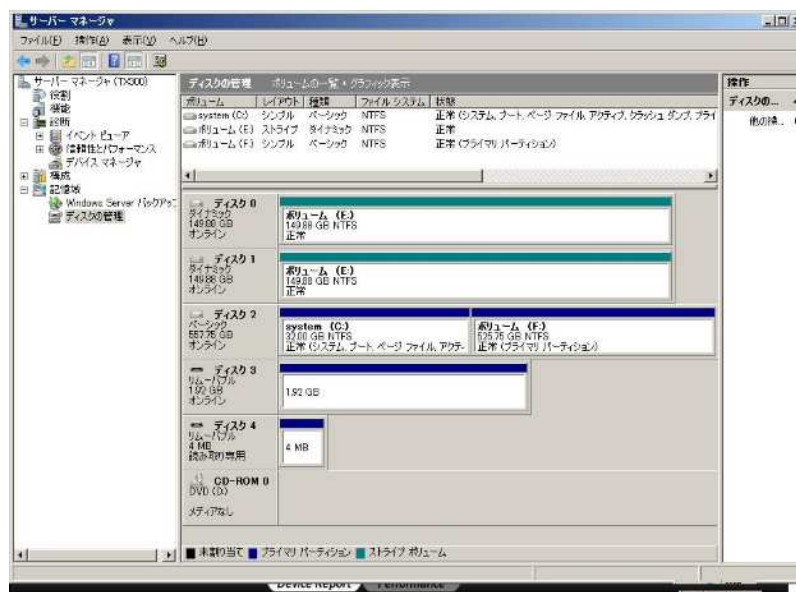 サーバー マネージャ
ファイル(F) 操作(A) 表示(V) ヘルプ(H)
サーバー マネージャ (TX300)
役割
機能
診断
イベント ビューア
信頼性とパフォーマンス
デバイス マネージャ
構成
記憶域
Windows Server バックアップ
ディスクの管理
ディスクの管理 ボリュームの一覧 + グラフィック表示
ボリューム レイアウト 種類 ファイル システム 状態
system (C:) シンプル ベーシック NTFS 正常 (システム, ブート, ページ ファイル, アクティブ, クラッシュ ダンプ, プライ
ボリューム (E:) ストライプ ダイナミック NTFS 正常
ボリューム (F:) シンプル ベーシック NTFS 正常 (プライマリ パーティション)
ディスク 0
ダイナミック
149.88 GB
オンライン
ボリューム (E:)
149.88 GB NTFS
正常
ディスク 1
ダイナミック
149.88 GB
オンライン
ボリューム (E:)
149.88 GB NTFS
正常
ディスク 2
ベーシック
557.75 GB
オンライン
system (C:)
32.00 GB NTFS
正常 (システム, ブート, ページ ファイル, アクテ
ボリューム (F:)
525.75 GB NTFS
正常 (プライマリ パーティション)
ディスク 3
リムーバブル
1.92 GB
オンライン
1.92 GB
ディスク 4
リムーバブル
4 MB
読み取り専用
4 MB
CD-ROM 0
DVD (D:)
メディアなし
未割り当て プライマリ パーティション ストライプ ボリューム
操作
ディスクの...
他の操...
Device Report Performance